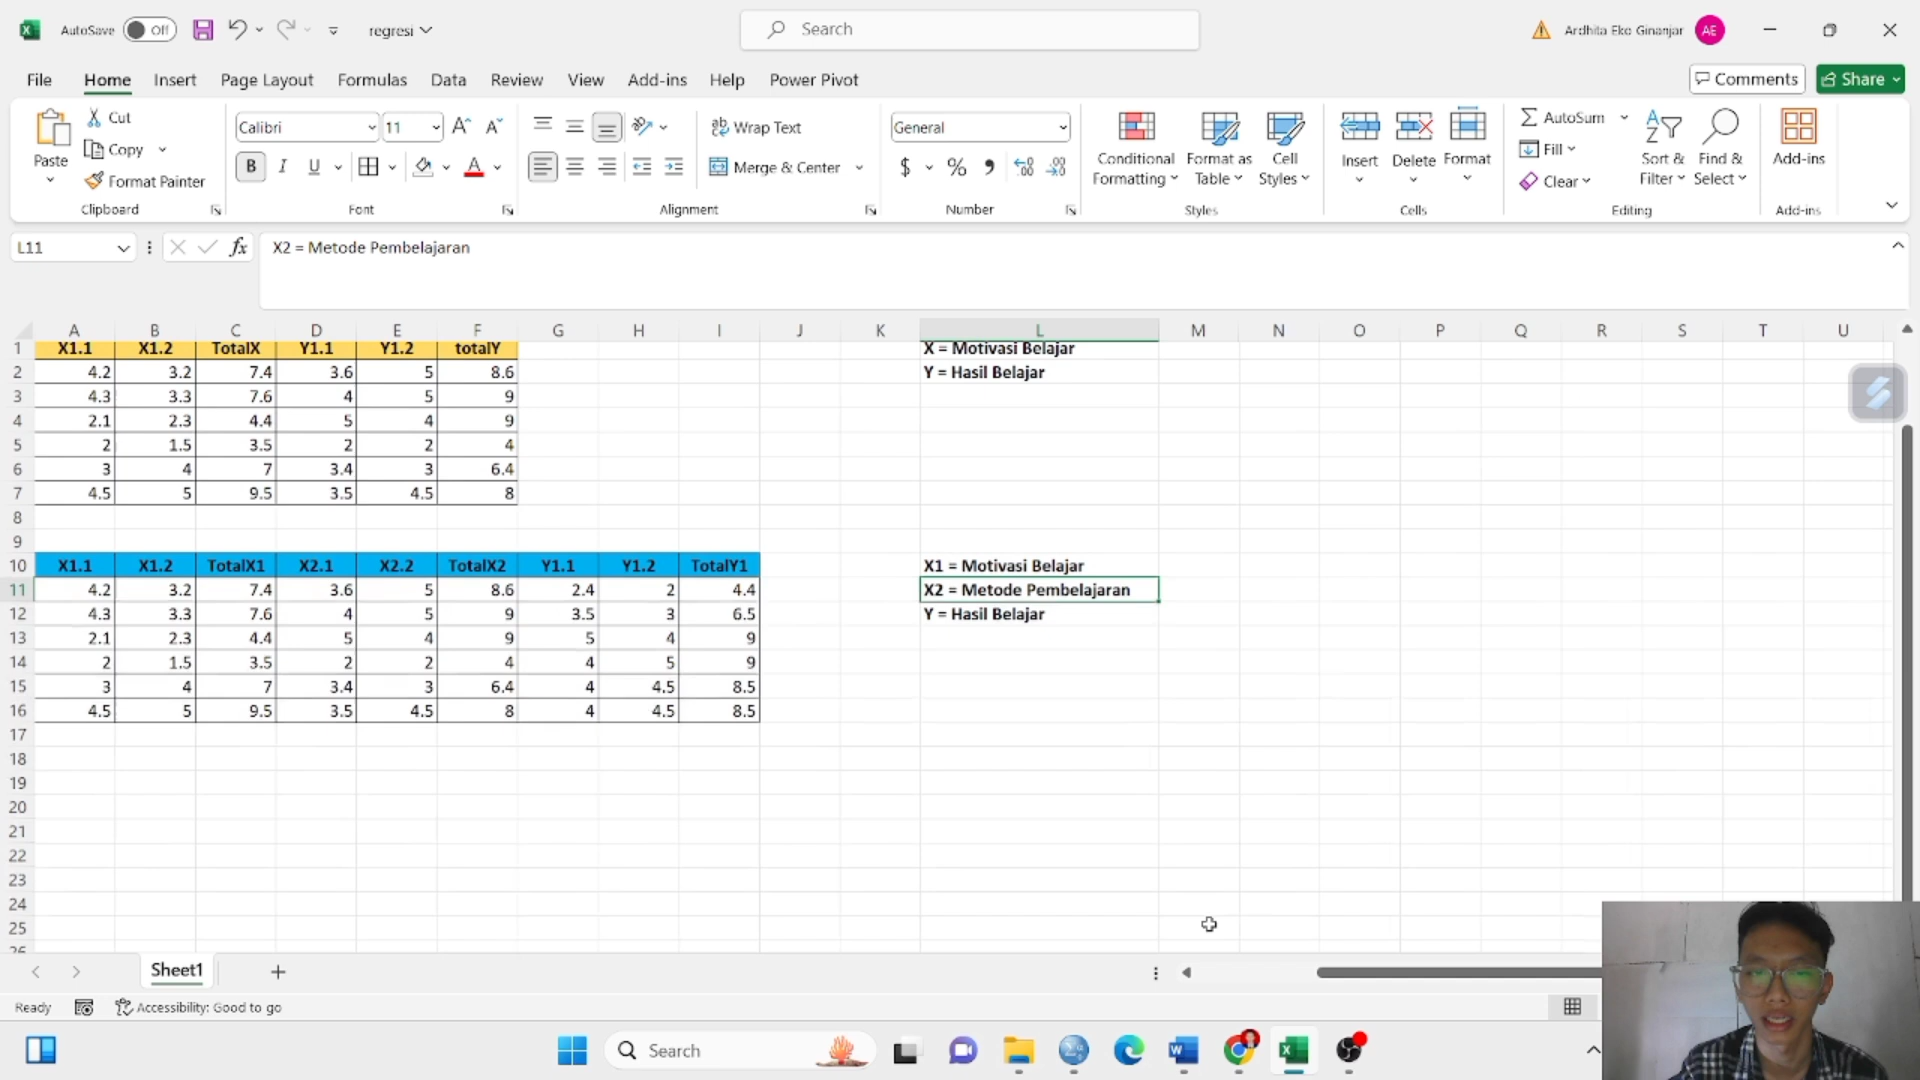 AutoSave Off regresi Search Ardhita Eko Ginanjar AE
File Home Insert Page Layout Formulas Data Review View Add-ins Help Power Pivot Comments Share
Paste Cut Copy Format Painter Clipboard
Calibri 11 B I U A Font
Wrap Text Merge & Center Alignment
General $ % Number
Conditional Formatting Format as Table Cell Styles Styles
Insert Delete Format Cells
AutoSum Fill Clear Sort & Filter Find & Select Editing
Add-ins Add-ins
L11 fx X2 = Metode Pembelajaran
A B C D E F G H I J K L M N O P Q R S T U
1 X1.1 X1.2 TotalX Y1.1 Y1.2 totalY X = Motivasi Belajar
2 4.2 3.2 7.4 3.6 5 8.6 Y = Hasil Belajar
3 4.3 3.3 7.6 4 5 9
4 2.1 2.3 4.4 5 4 9
5 2 1.5 3.5 2 2 4
6 3 4 7 3.4 3 6.4
7 4.5 5 9.5 3.5 4.5 8
8
9
10 X1.1 X1.2 TotalX1 X2.1 X2.2 TotalX2 Y1.1 Y1.2 TotalY1 X1 = Motivasi Belajar
11 4.2 3.2 7.4 3.6 5 8.6 2.4 2 4.4 X2 = Metode Pembelajaran
12 4.3 3.3 7.6 4 5 9 3.5 3 6.5 Y = Hasil Belajar
13 2.1 2.3 4.4 5 4 9 5 4 9
14 2 1.5 3.5 2 2 4 4 5 9
15 3 4 7 3.4 3 6.4 4 4.5 8.5
16 4.5 5 9.5 3.5 4.5 8 4 4.5 8.5
17
18
19
20
21
22
23
24
25
26
Sheet1
Ready Accessibility: Good to go
Search